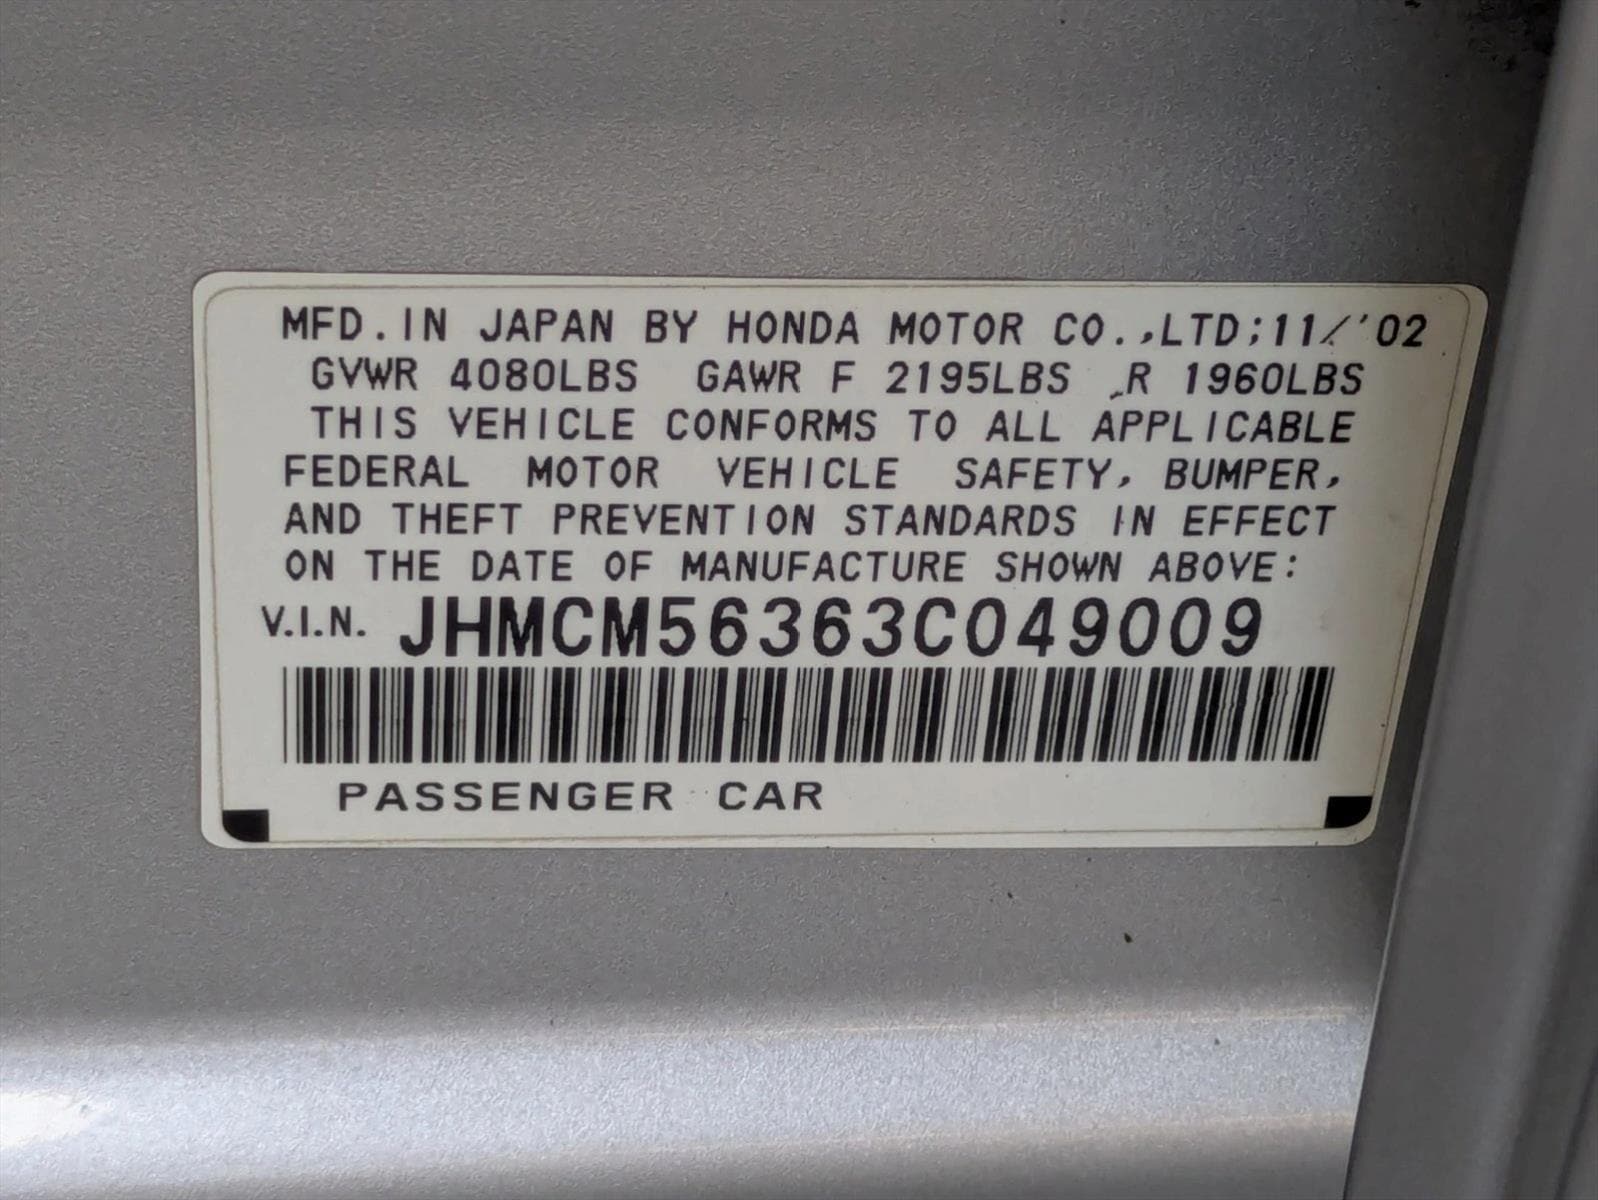 MFD. IN JAPAN BY HONDA MOTOR CO.,LTD;11/'02
GVWR 4080LBS GAWR F 2195LBS ,R 1960LBS
THIS VEHICLE CONFORMS TO ALL APPLICABLE
FEDERAL MOTOR VEHICLE SAFETY, BUMPER,
AND THEFT PREVENTION STANDARDS IN EFFECT
ON THE DATE OF MANUFACTURE SHOWN ABOVE:
V.I.N. JHMCM56363C049009
PASSENGER CAR